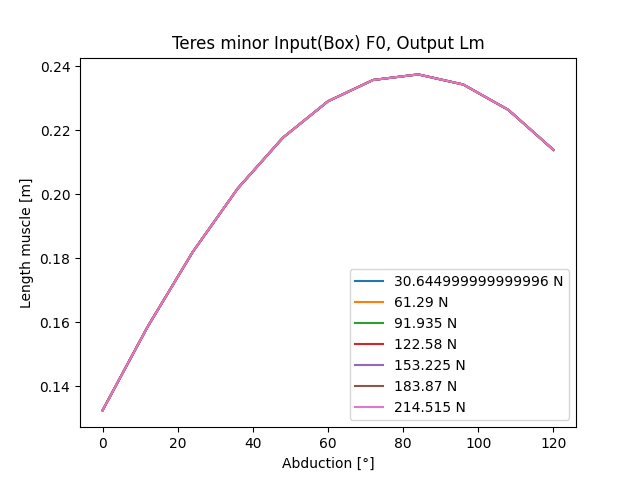 Teres minor Input(Box) F0, Output Lm
0.24
0.22
0.20
0.18
0.16
0.14
Length muscle [m]
30.644999999999996 N
61.29 N
91.935 N
122.58 N
153.225 N
183.87 N
214.515 N
0 20 40 60 80 100 120
Abduction [°]